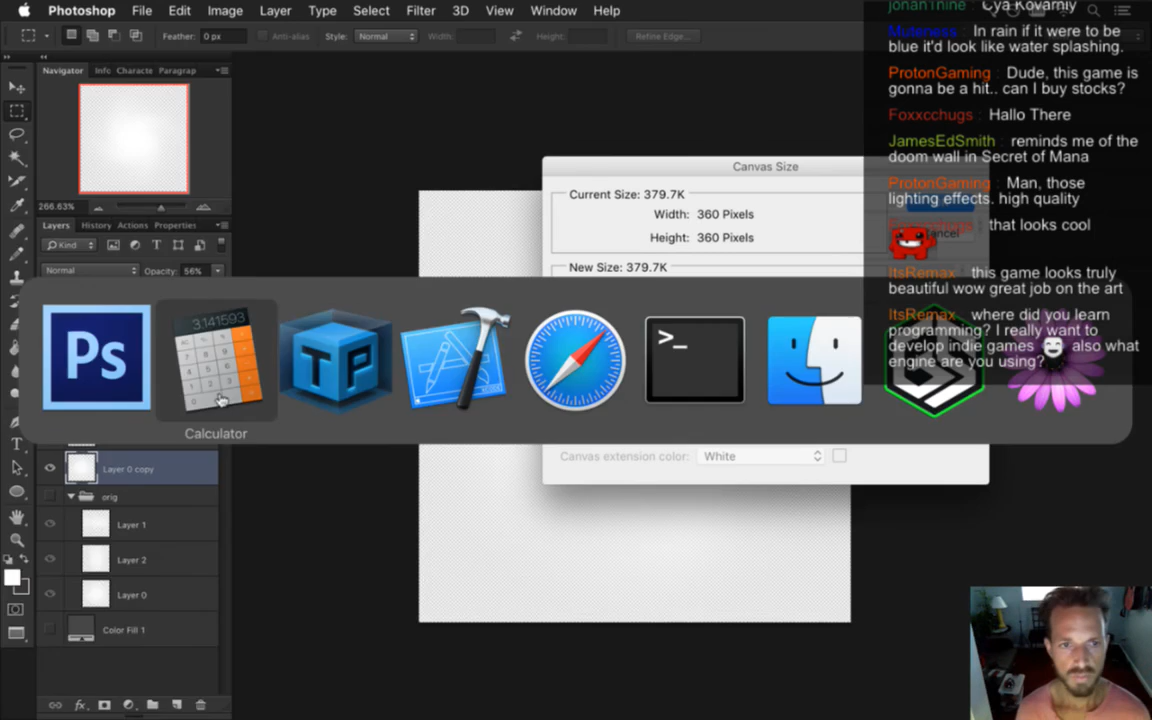 Photoshop File Edit Image Layer Type Select Filter 3D View Window Help
Feather: 0 px Anti-alias Style: Normal Width: Height: Refine Edge...
jonan1nine : Cya Kovarniy
Muteness : In rain if it were to be
blue it'd look like water splashing.
ProtonGaming : Dude, this game is
gonna be a hit.. can I buy stocks?
Foxxcchugs : Hallo There
JamesEdSmith : reminds me of the
doom wall in Secret of Mana
ProtonGaming : Man, those
lighting effects. high quality
that looks cool
ItsRemax : this game looks truly
beautiful wow great job on the art
ItsRemax : where did you learn
programming? I really want to
develop indie games also what
engine are you using?
Navigator Info Characte Paragrap
266.63%
Layers History Actions Properties
Kind
Normal Opacity: 56%
Canvas Size
Current Size: 379.7K
Width: 360 Pixels
Height: 360 Pixels
Cancel
New Size: 379.7K
Ps
3.141593
TP
>_
Calculator
Canvas extension color: White
Layer 0 copy
orig
Layer 1
Layer 2
Layer 0
Color Fill 1
fx